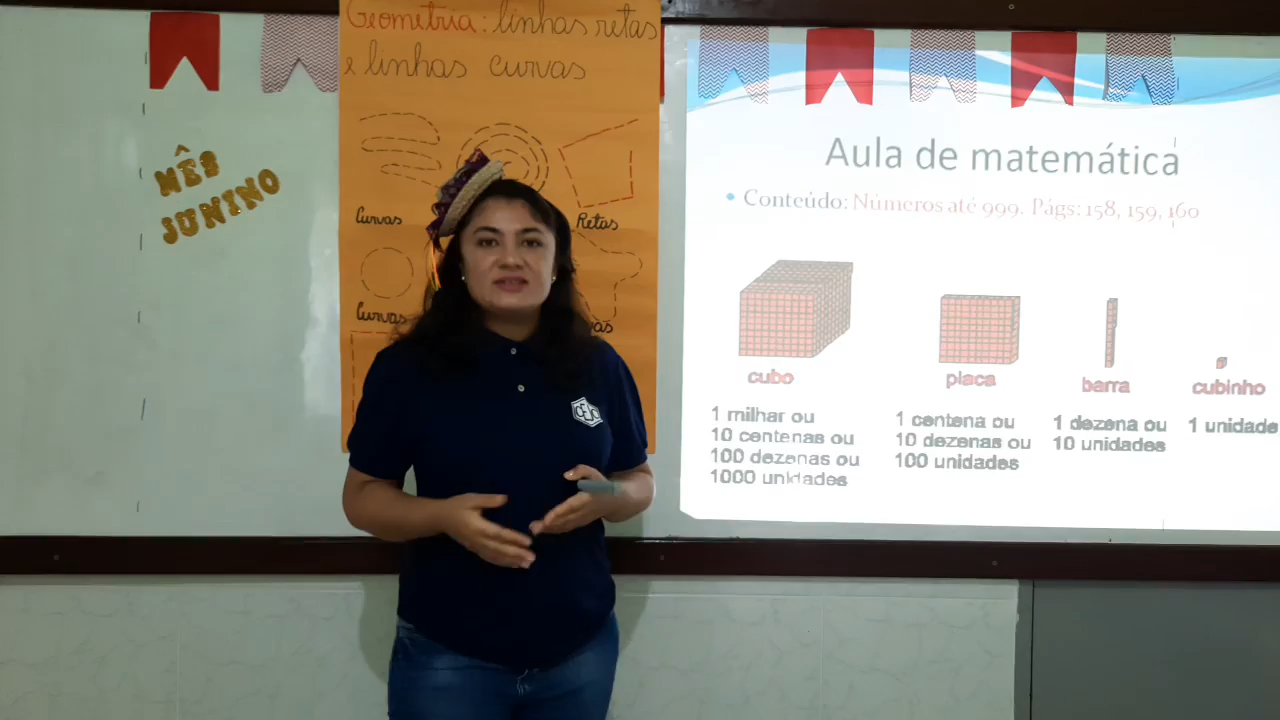 Geometria: linhas retas
e linhas curvas
Curvas
Retas
Curvas
MÊS
JUNINO
Aula de matemática
• Conteúdo: Números até 999. Págs: 158, 159, 160
cubo
placa
barra
cubinho
1 milhar ou
10 centenas ou
100 dezenas ou
1000 unidades
1 centena ou
10 dezenas ou
100 unidades
1 dezena ou
10 unidades
1 unidade